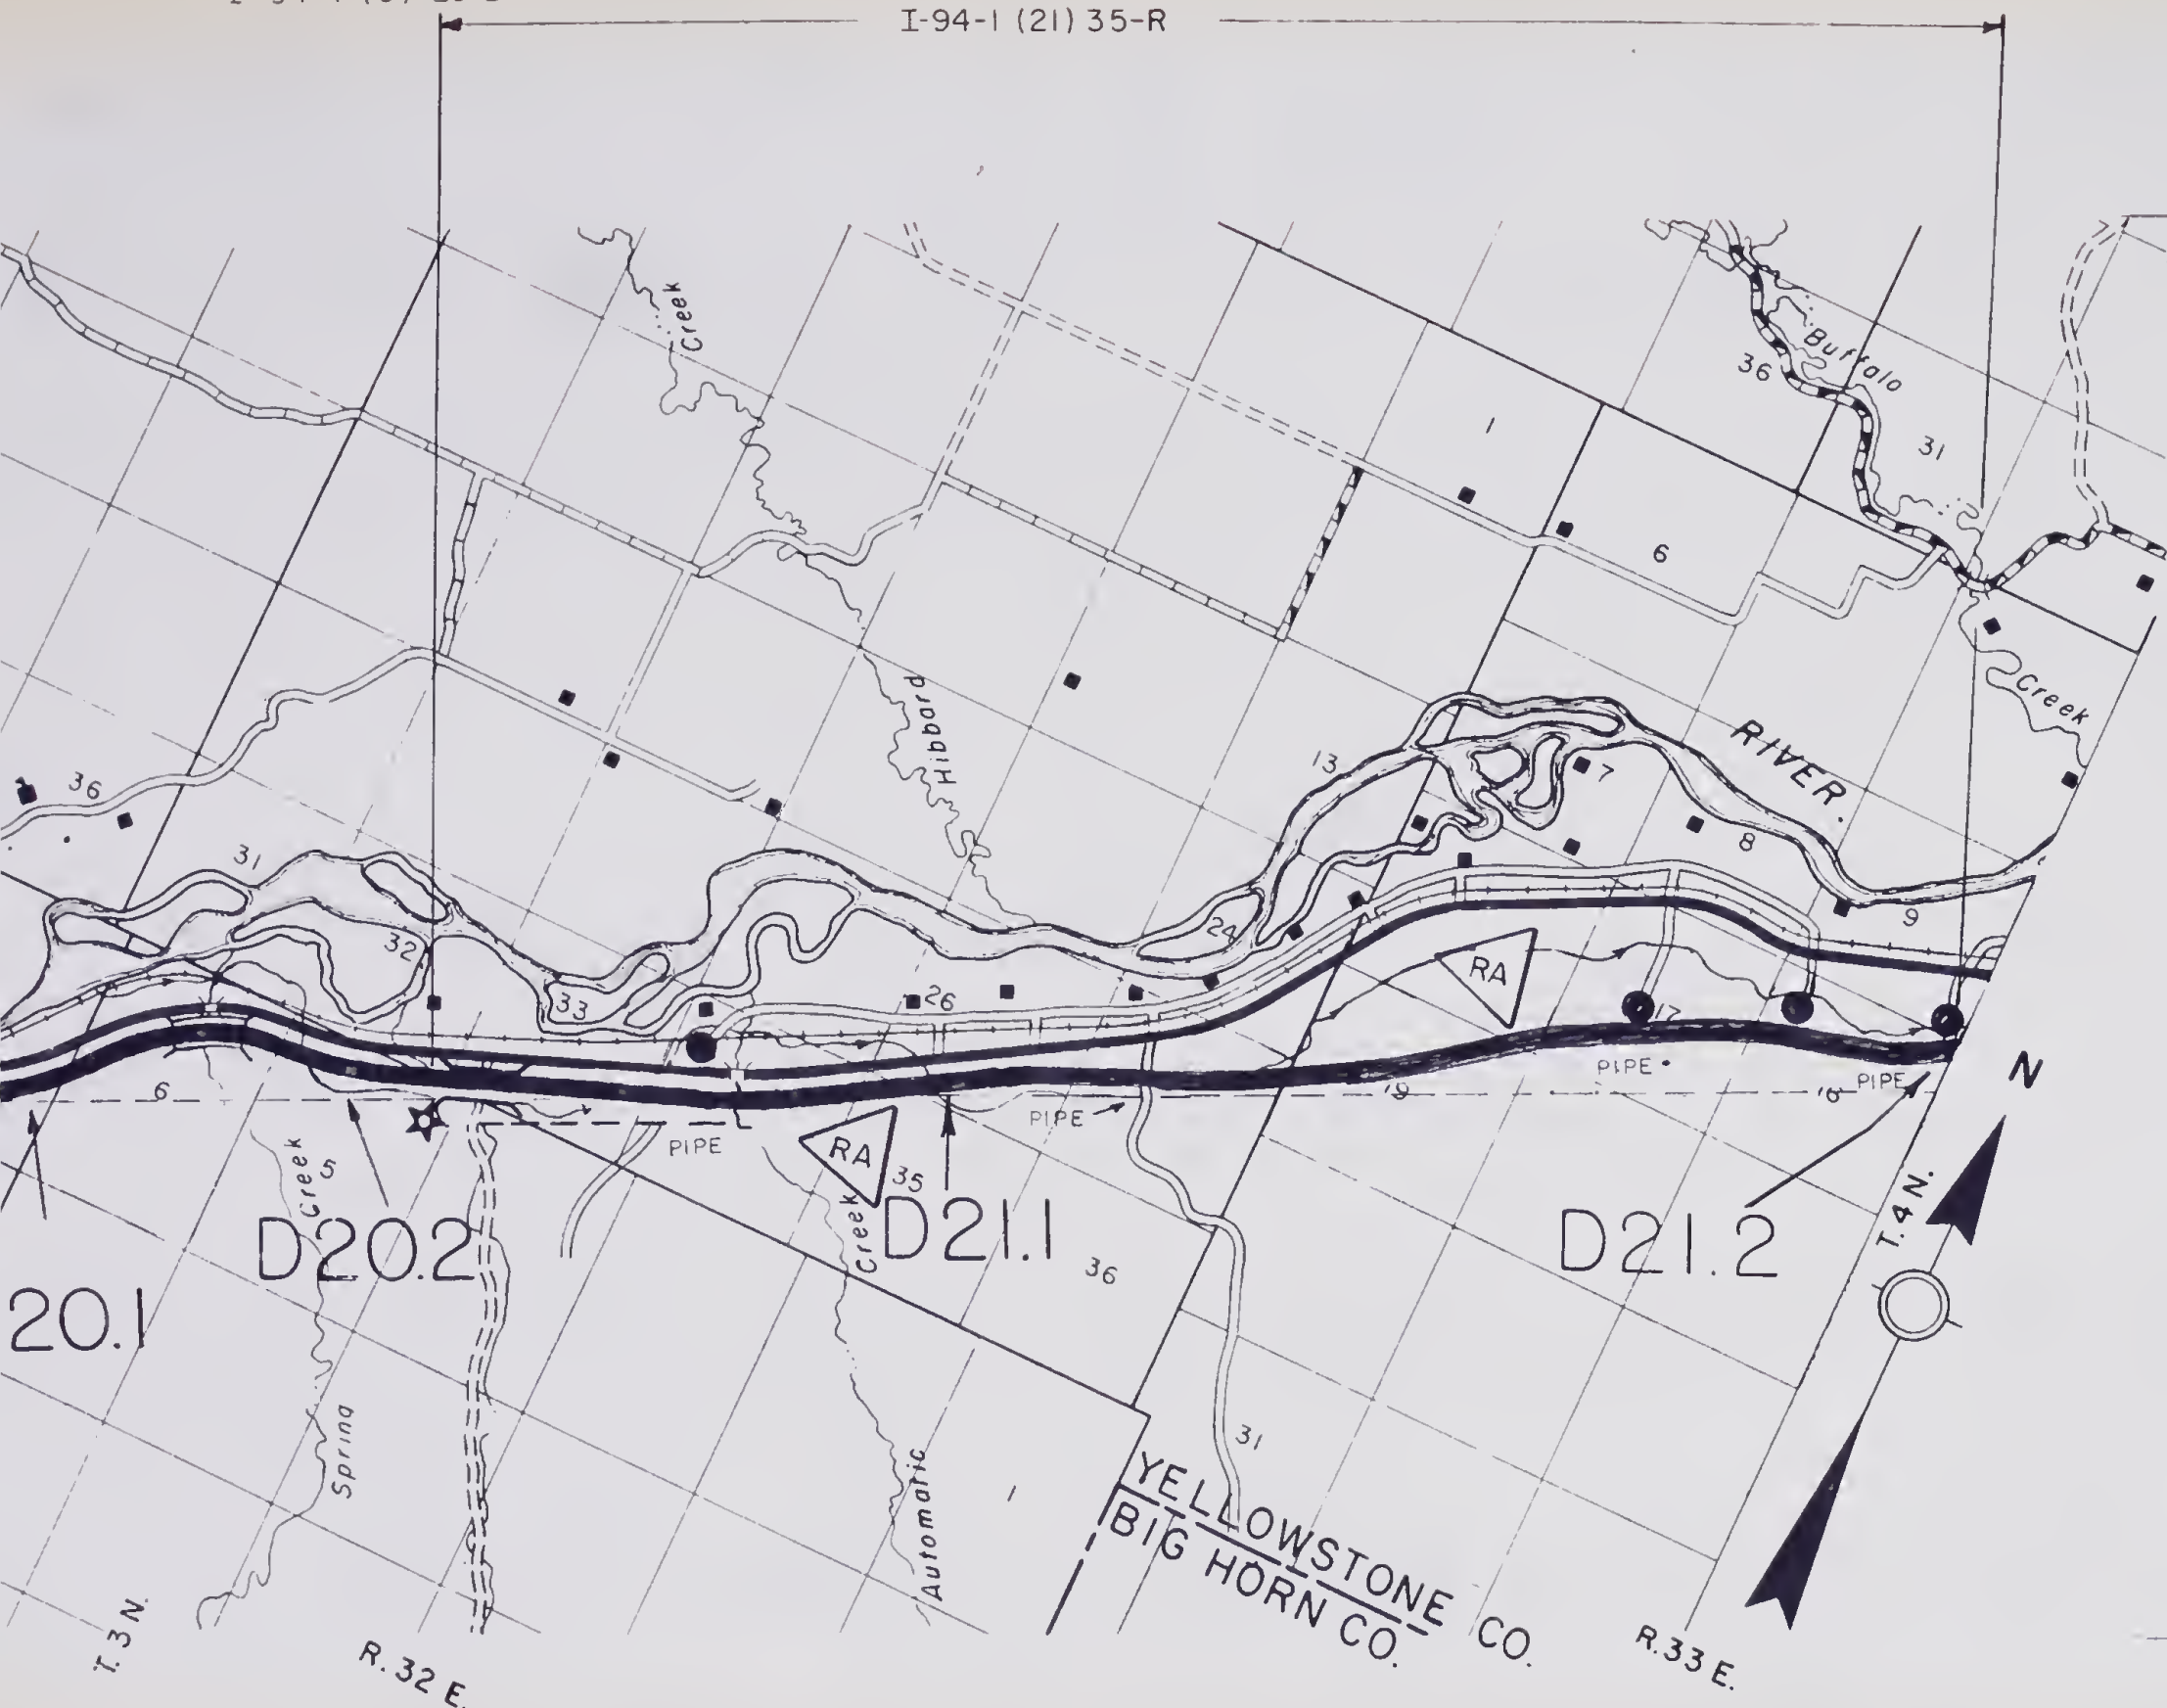 I-94-1 (21) 35-R
Creek
Buffalo
36
31
1
6
Hibbard
Creek
RIVER
13
7
8
9
36
31
32
33
24
26
RA
17
PIPE
18
PIPE
19
N
6
5
Creek
PIPE
RA
35
PIPE
Creek
D20.2
D21.1
D21.2
T. 4 N.
36
20.1
31
Spring
Automatic
1
YELLOWSTONE CO.
BIG HORN CO.
T. 3 N.
R. 32 E.
R. 33 E.